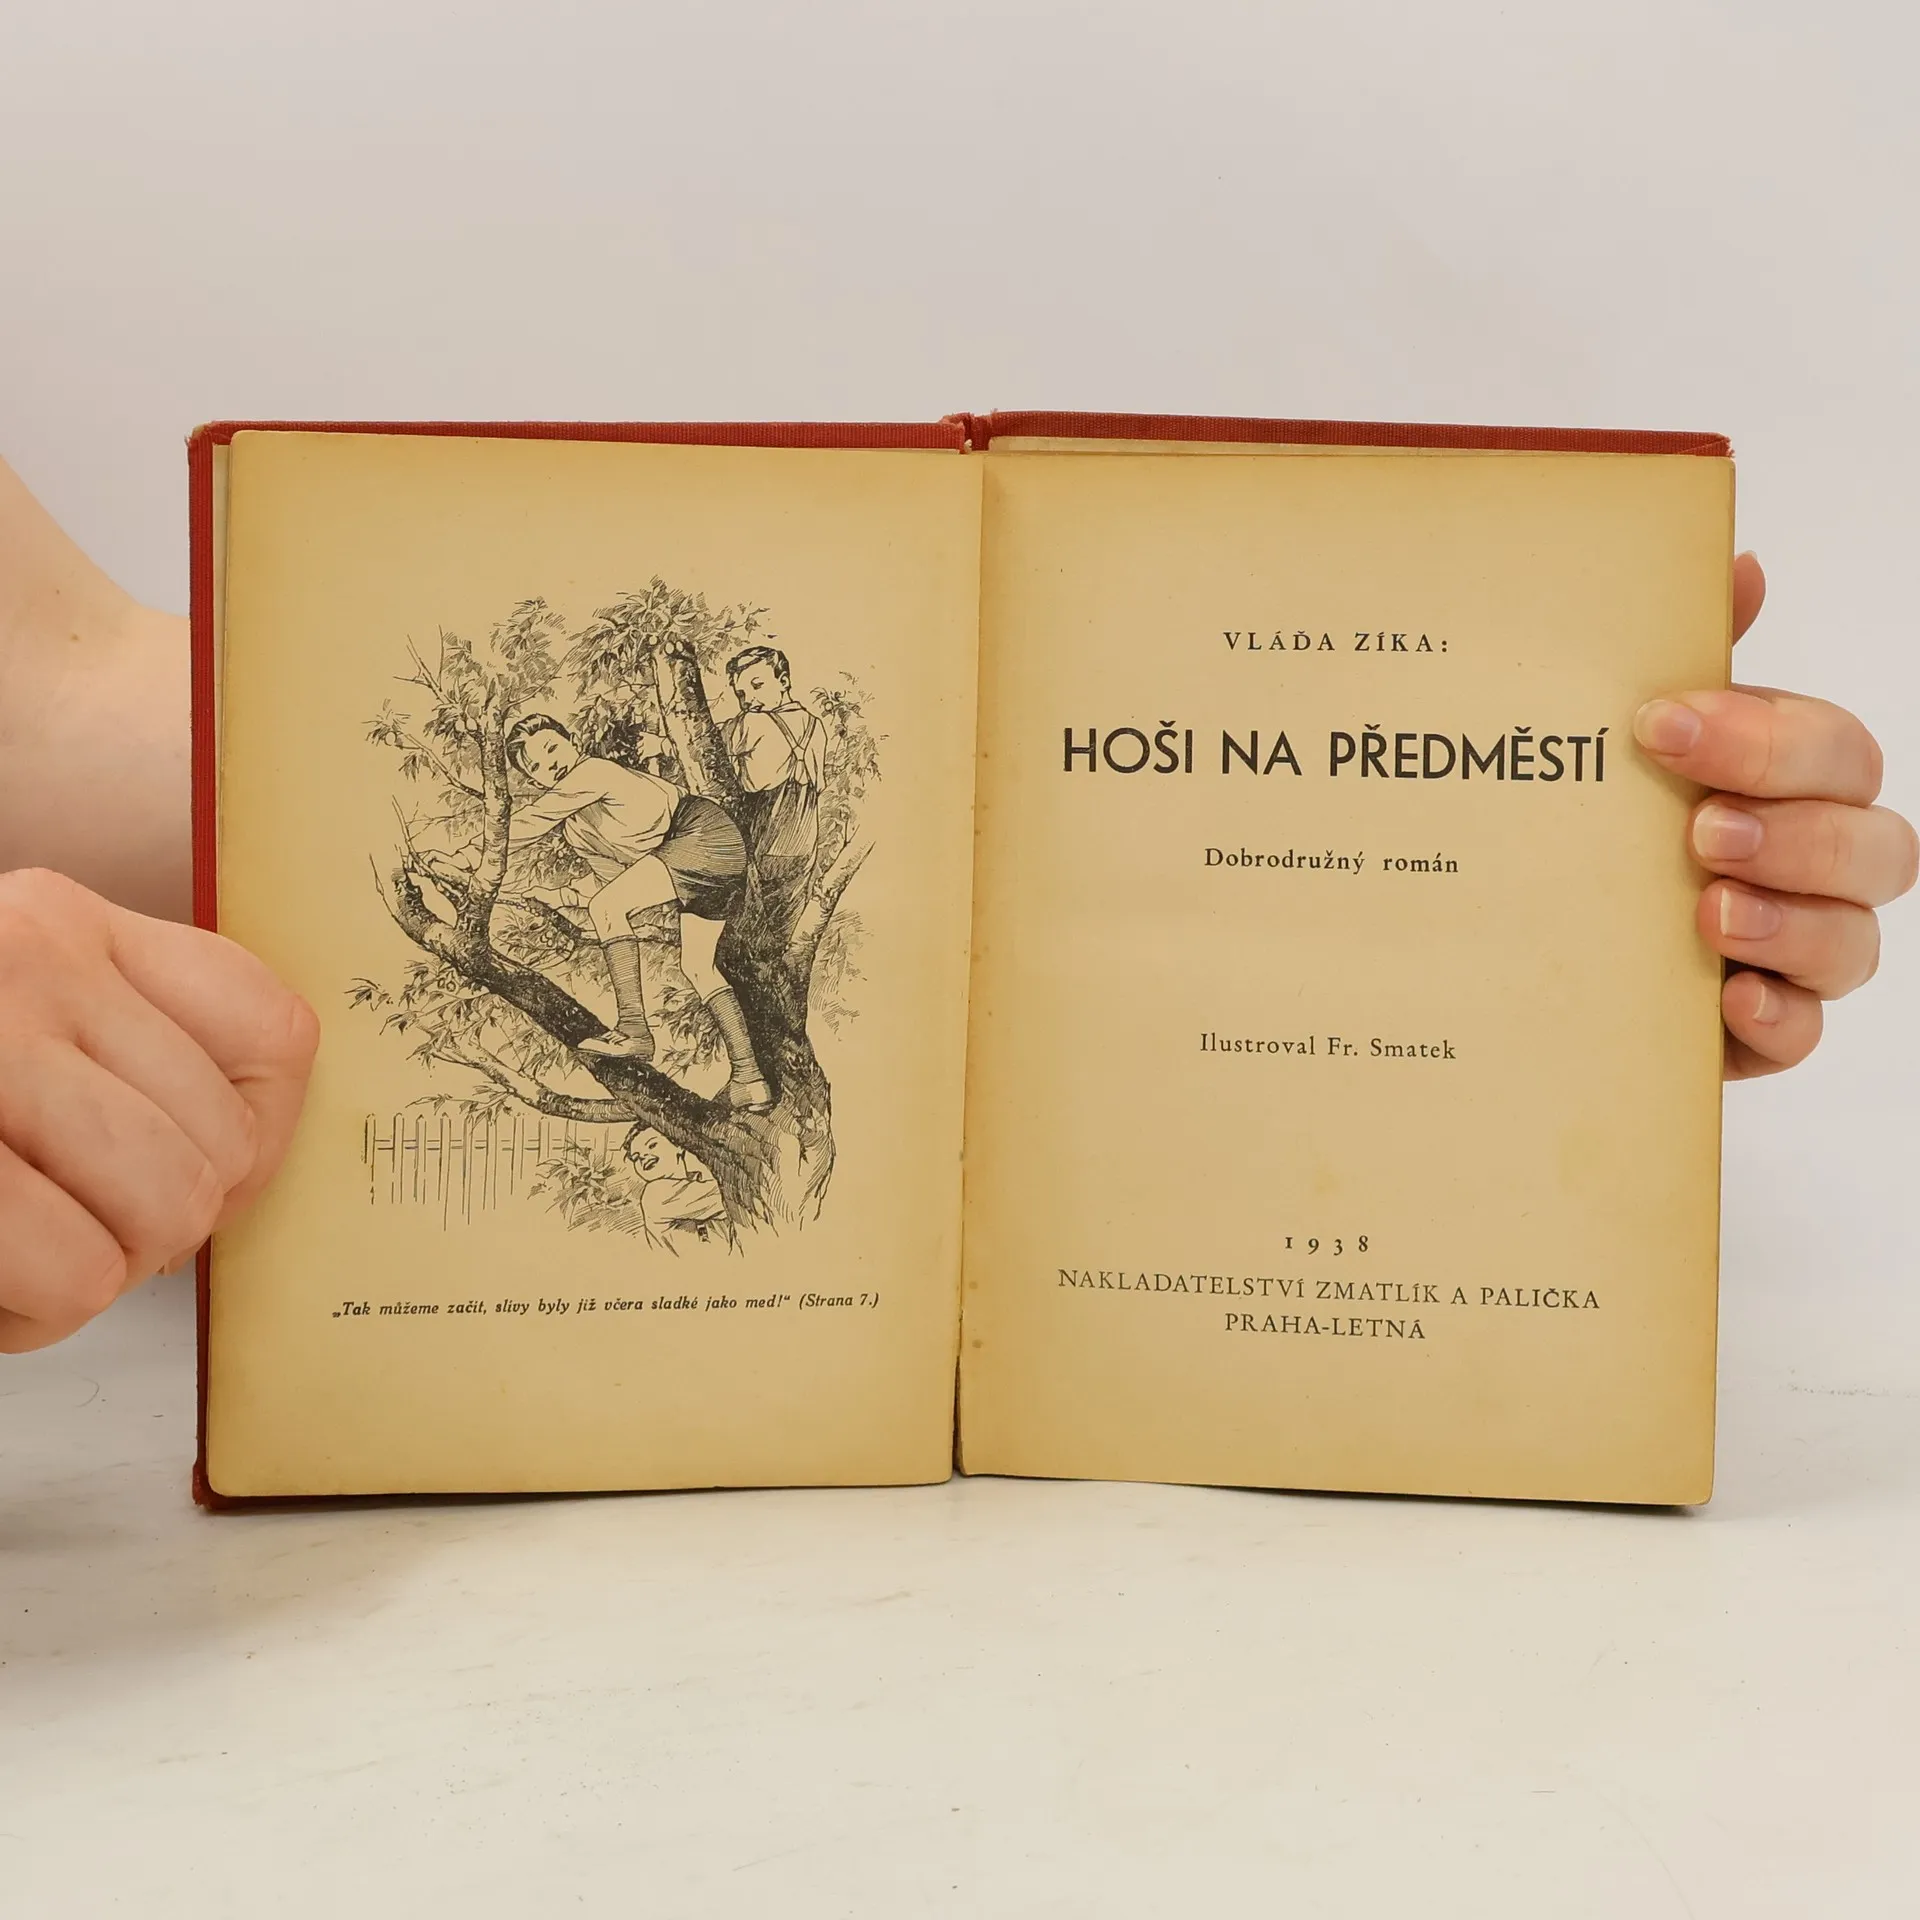 „Tak můžeme začít, slívy byly již včera sladké jako med!“ (Strana 7.)
VLÁĎA ZÍKA:
HOŠI NA PŘEDMĚSTÍ
Dobrodružný román
Ilustroval Fr. Smatek
1938
NAKLADATELSTVÍ ZMATLÍK A PALIČKA
PRAHA-LETNÁ